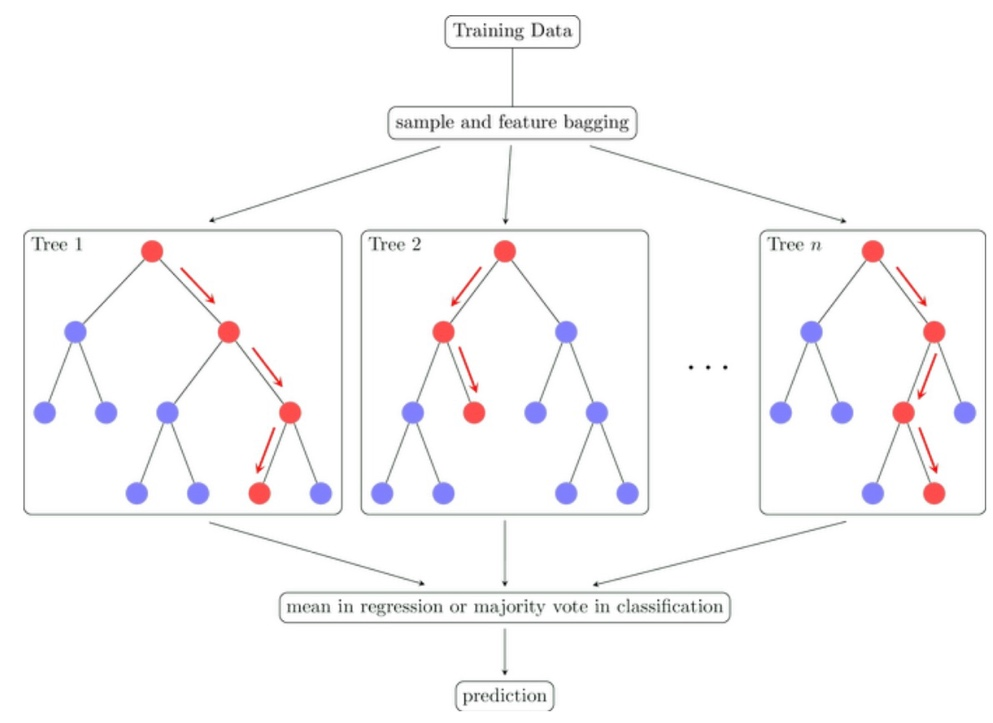 Training Data
sample and feature bagging
Tree 1
Tree 2
Tree n
. . .
mean in regression or majority vote in classification
prediction